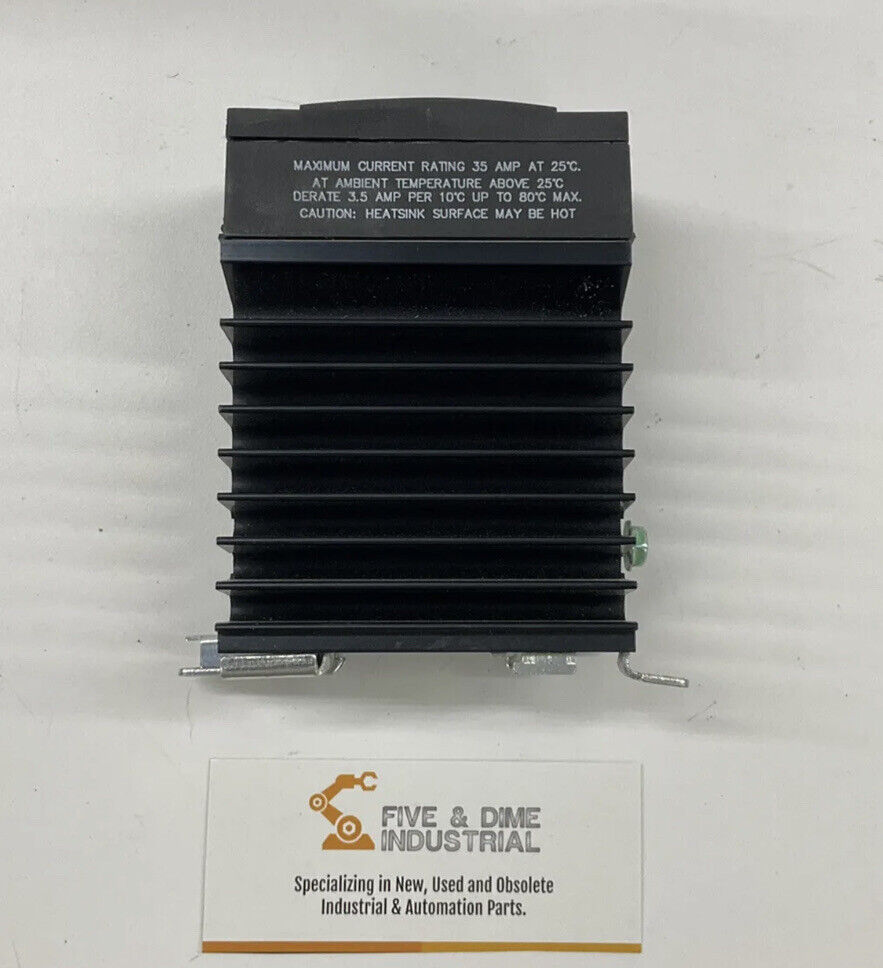 MAXIMUM CURRENT RATING 35 AMP AT 25°C.
AT AMBIENT TEMPERATURE ABOVE 25°C
DERATE 3.5 AMP PER 10°C UP TO 80°C MAX.
CAUTION: HEATSINK SURFACE MAY BE HOT
FIVE & DIME
INDUSTRIAL
Specializing in New, Used and Obsolete
Industrial & Automation Parts.